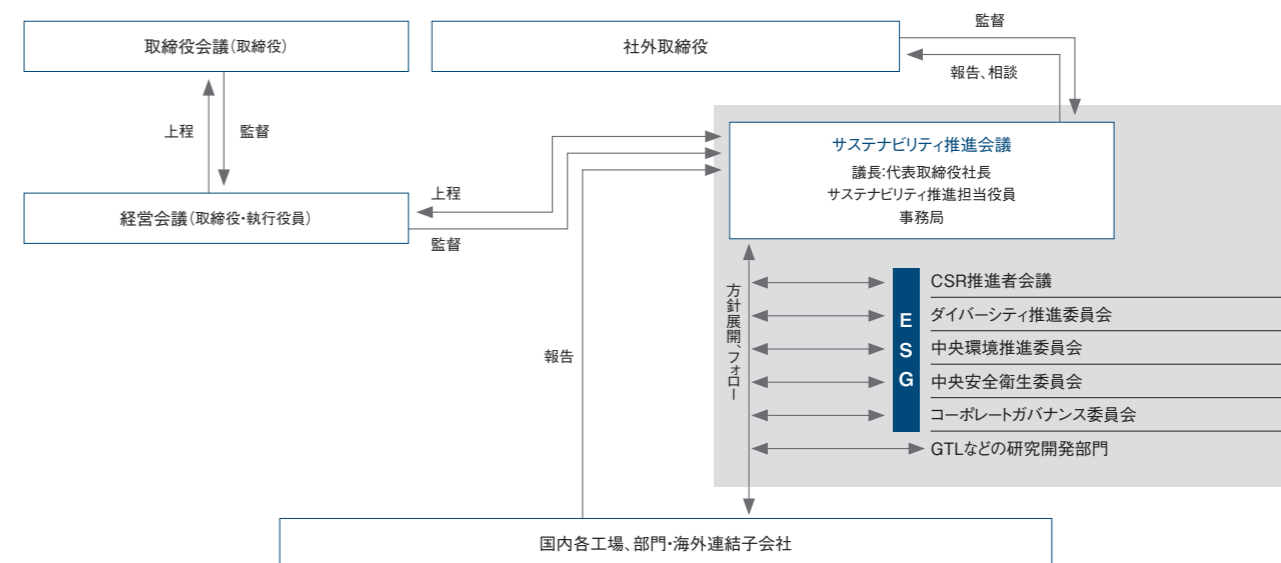 監督
取締役会議(取締役)
社外取締役
報告、相談
上程
監督
サステナビリティ推進会議
議長:代表取締役社長
サステナビリティ推進担当役員
事務局
上程
経営会議(取締役・執行役員)
監督
方針展開、フォロー
CSR推進者会議
ダイバーシティ推進委員会
E
S
G
中央環境推進委員会
報告
中央安全衛生委員会
コーポレートガバナンス委員会
GTLなどの研究開発部門
国内各工場、部門・海外連結子会社